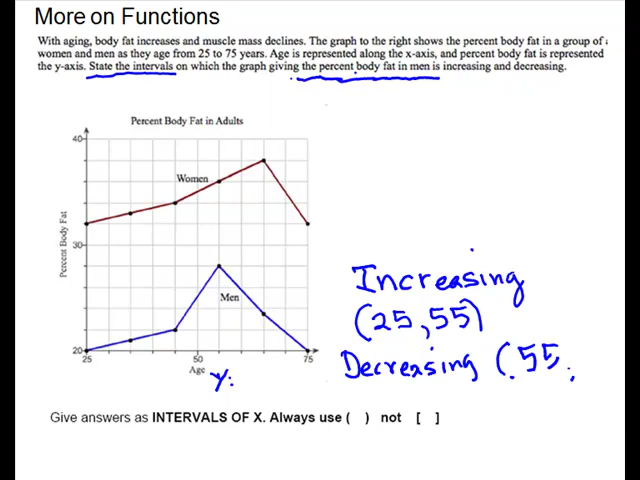 More on Functions
With aging, body fat increases and muscle mass declines. The graph to the right shows the percent body fat in a group of
women and men as they age from 25 to 75 years. Age is represented along the x-axis, and percent body fat is represented
the y-axis. State the intervals on which the graph giving the percent body fat in men is increasing and decreasing.
Percent Body Fat in Adults
40
Women
Percent Body Fat
30
Increasing
Men
(25,55)
20
Decreasing (55,
25 50 75
Age
Y:
Give answers as INTERVALS OF X. Always use ( ) not [ ]